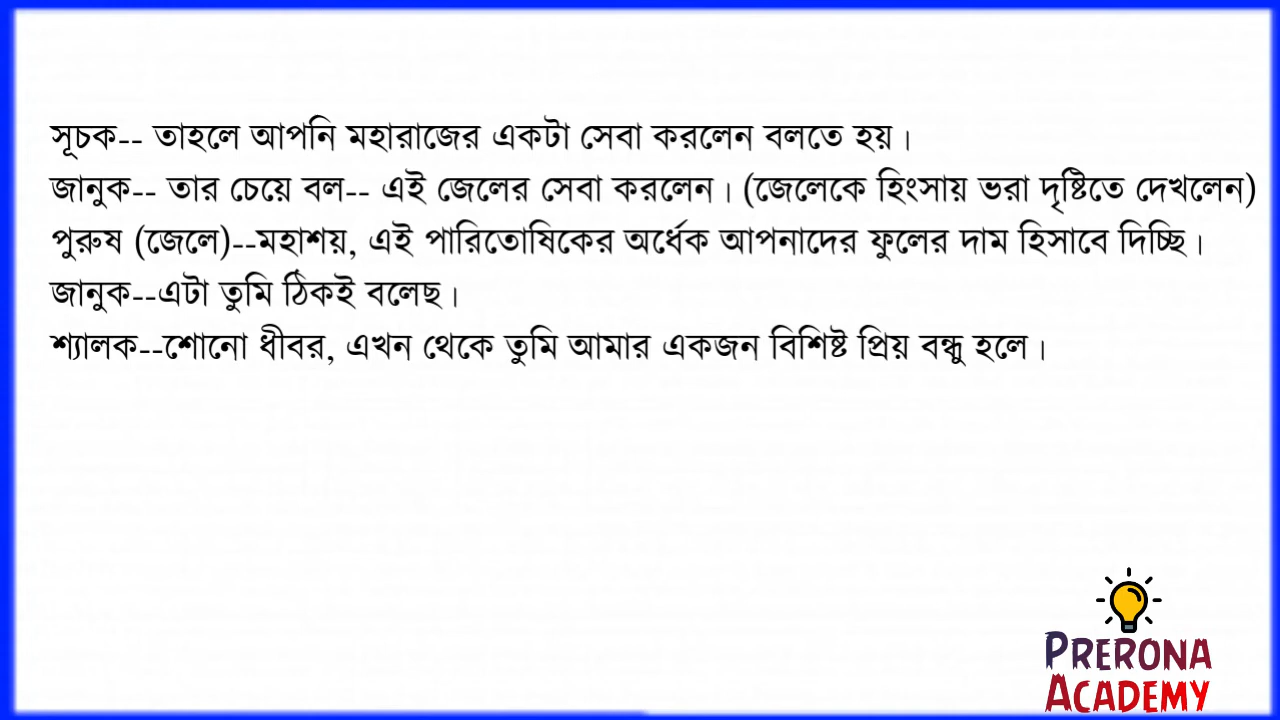 সূচক-- তাহলে আপনি মহারাজের একটা সেবা করলেন বলতে হয়।
জানুক-- তার চেয়ে বল-- এই জেলের সেবা করলেন। (জেলেকে হিংসায় ভরা দৃষ্টিতে দেখলেন)
পুরুষ (জেলে)--মহাশয়, এই পারিতোষিকের অর্ধেক আপনাদের ফুলের দাম হিসাবে দিচ্ছি।
জানুক--এটা তুমি ঠিকই বলেছ।
শ্যালক--শোনো ধীবর, এখন থেকে তুমি আমার একজন বিশিষ্ট প্রিয় বন্ধু হলে।
PRERONA
ACADEMY